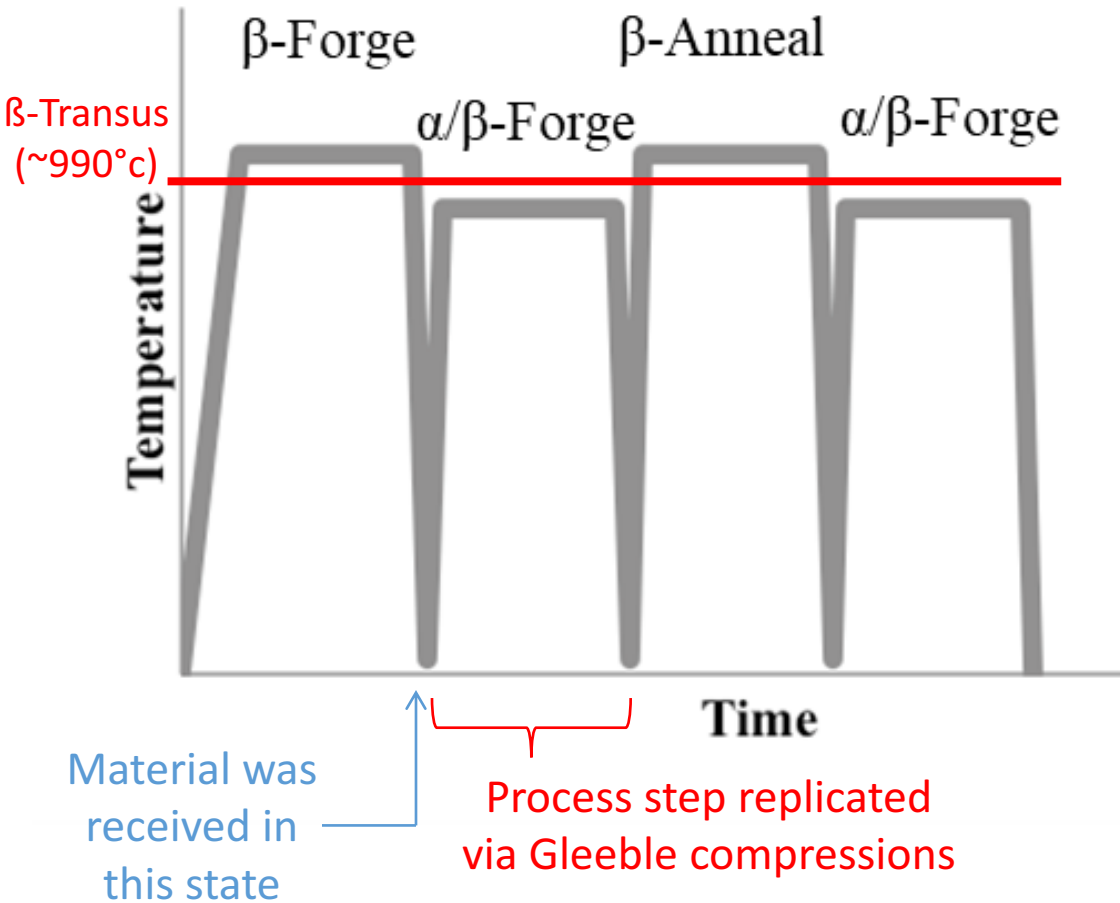 β-Forge
β-Anneal
α/β-Forge
α/β-Forge
ß-Transus
(~990°c)
Temperature
Time
Material was
received in
this state
Process step replicated
via Gleeble compressions